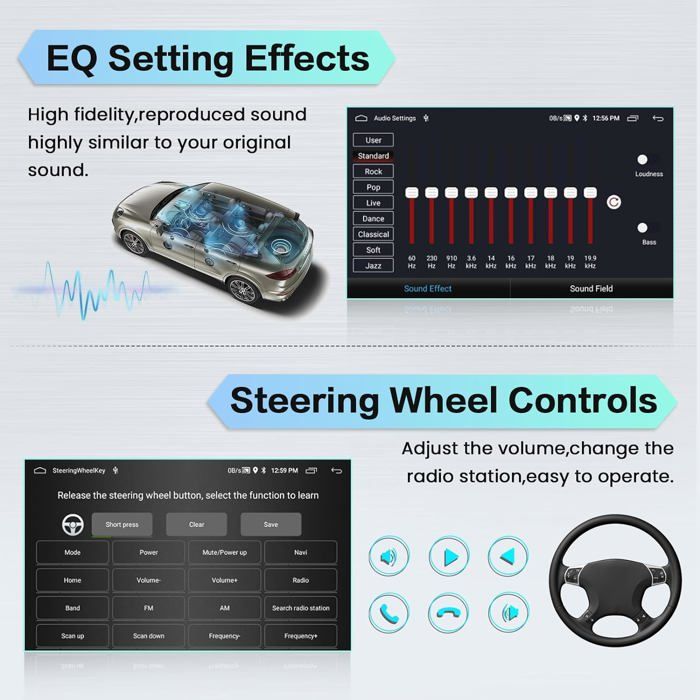 EQ Setting Effects
High fidelity,reproduced sound
highly similar to your original
sound.
Audio Settings
0B/s
12:56 PM
User
Standard
Rock
Pop
Live
Dance
Classical
Soft
Jazz
Loudness
Bass
60 230 910 3.6 14 16 17 18 19 19.9
Hz Hz Hz kHz kHz kHz kHz kHz kHz kHz
Sound Effect Sound Field
Steering Wheel Controls
Adjust the volume,change the
radio station,easy to operate.
SteeringWheelKey
0B/s
12:59 PM
Release the steering wheel button, select the function to learn
Short press Clear Save
Mode Power Mute/Power up Navi
Home Volume- Volume+ Radio
Band FM AM Search radio station
Scan up Scan down Frequency- Frequency+